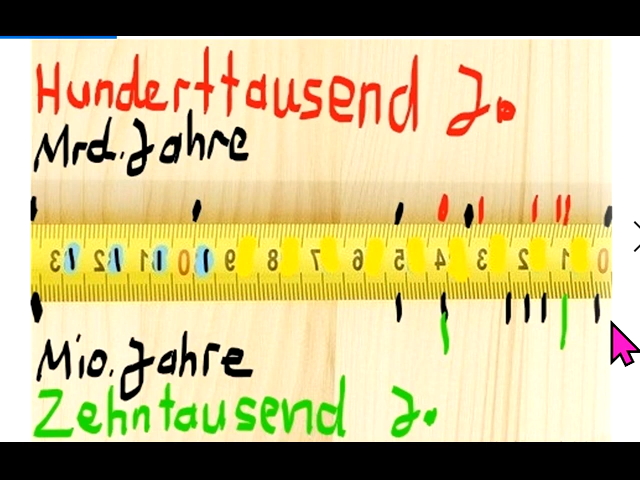 Hunderttausend J.
Mrd. Jahre
13 12 11 10 9 8 7 6 5 4 3 2 1 0
Mio. Jahre
Zehntausend J.